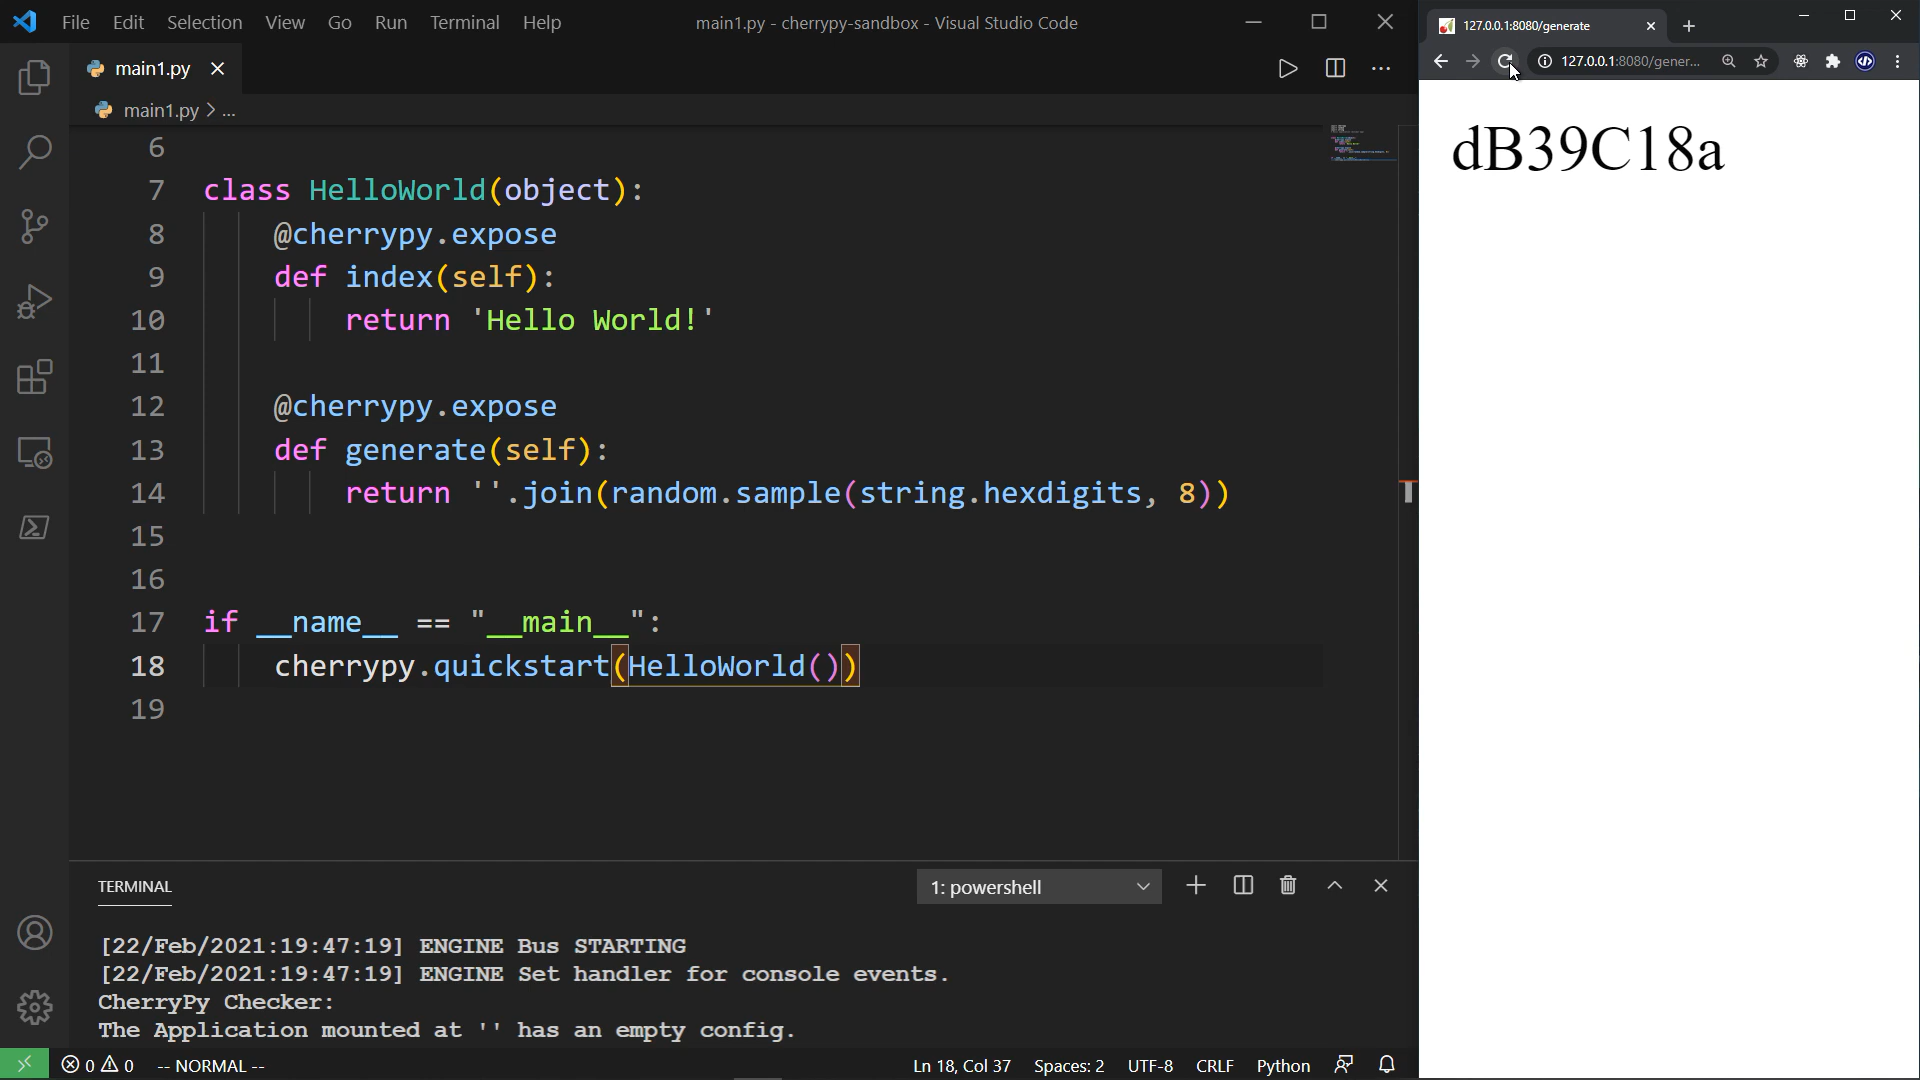 File Edit Selection View Go Run Terminal Help
main1.py - cherrypy-sandbox - Visual Studio Code
main1.py
main1.py > ...
6
7 class HelloWorld(object):
8 @cherrypy.expose
9 def index(self):
10 return 'Hello World!'
11
12 @cherrypy.expose
13 def generate(self):
14 return ''.join(random.sample(string.hexdigits, 8))
15
16
17 if __name__ == "__main__":
18 cherrypy.quickstart(HelloWorld())
19
TERMINAL
1: powershell
[22/Feb/2021:19:47:19] ENGINE Bus STARTING
[22/Feb/2021:19:47:19] ENGINE Set handler for console events.
CherryPy Checker:
The Application mounted at '' has an empty config.
0 0 -- NORMAL --
Ln 18, Col 37 Spaces: 2 UTF-8 CRLF Python
127.0.0.1:8080/generate
127.0.0.1:8080/gener...
dB39C18a